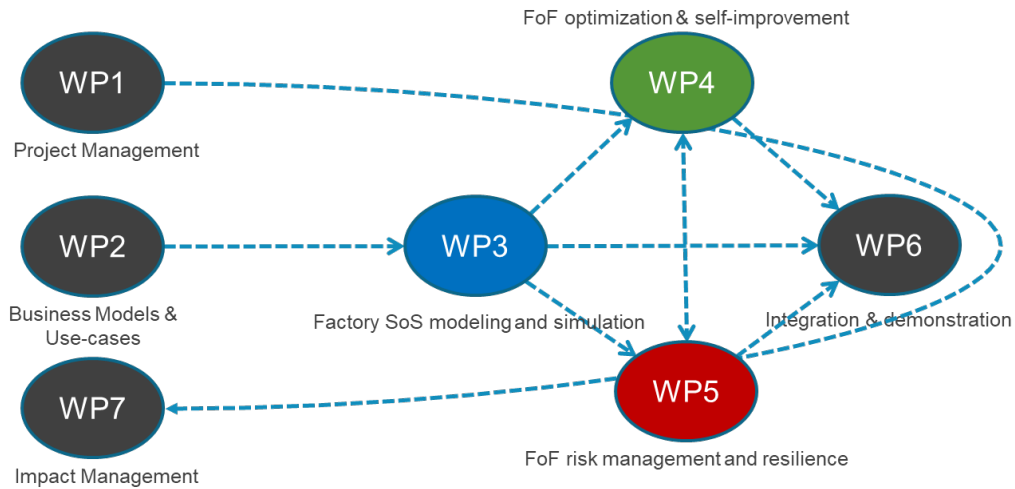 FoF optimization & self-improvement
WP1
WP4
Project Management
WP2
WP3
WP6
Business Models &
Use-cases
Factory SoS modeling and simulation
Integration & demonstration
WP7
WP5
Impact Management
FoF risk management and resilience